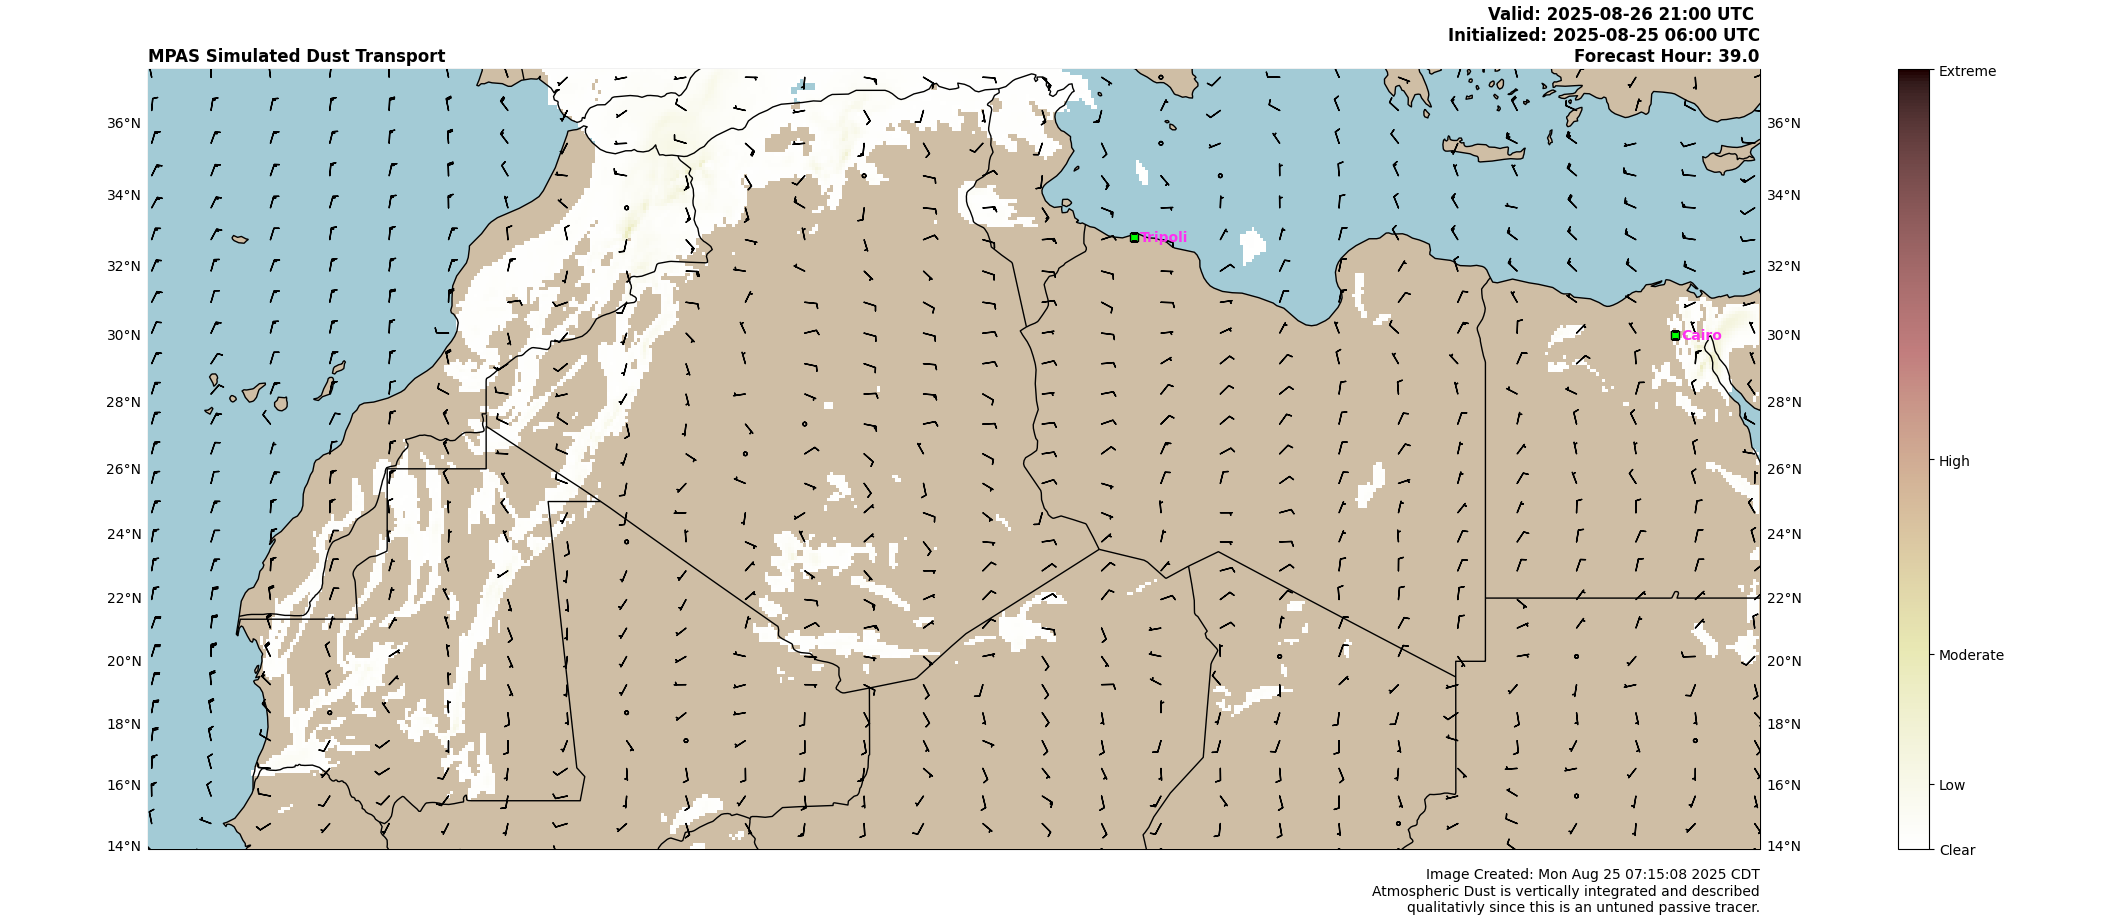 Valid: 2025-08-26 21:00 UTC
Initialized: 2025-08-25 06:00 UTC
MPAS Simulated Dust Transport
Forecast Hour: 39.0
Extreme
36°N
36°N
34°N
34°N
Tripoli
32°N
32°N
30°N
Cairo
30°N
28°N
28°N
High
26°N
26°N
24°N
24°N
22°N
22°N
Moderate
20°N
20°N
18°N
18°N
16°N
16°N
Low
14°N
14°N
Clear
Image Created: Mon Aug 25 07:15:08 2025 CDT
Atmospheric Dust is vertically integrated and described
qualitativly since this is an untuned passive tracer.